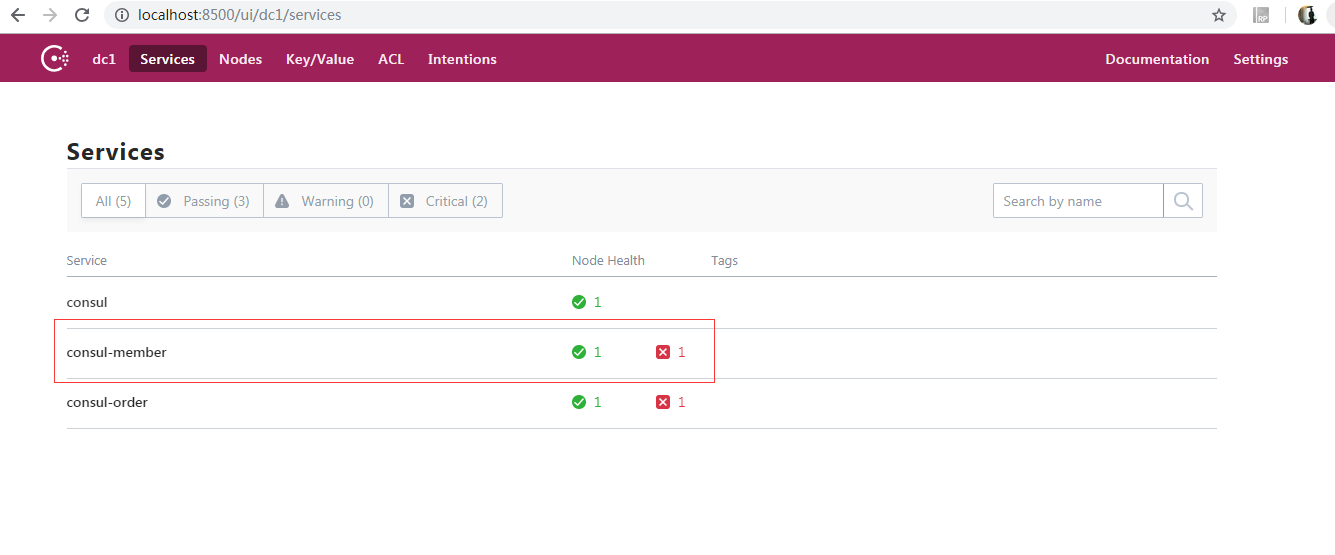 localhost:8500/ui/dc1/services
RP
dc1 Services Nodes Key/Value ACL Intentions Documentation Settings
Services
All (5) Passing (3) Warning (0) Critical (2) Search by name
Service Node Health Tags
consul 1
consul-member 1 1
consul-order 1 1